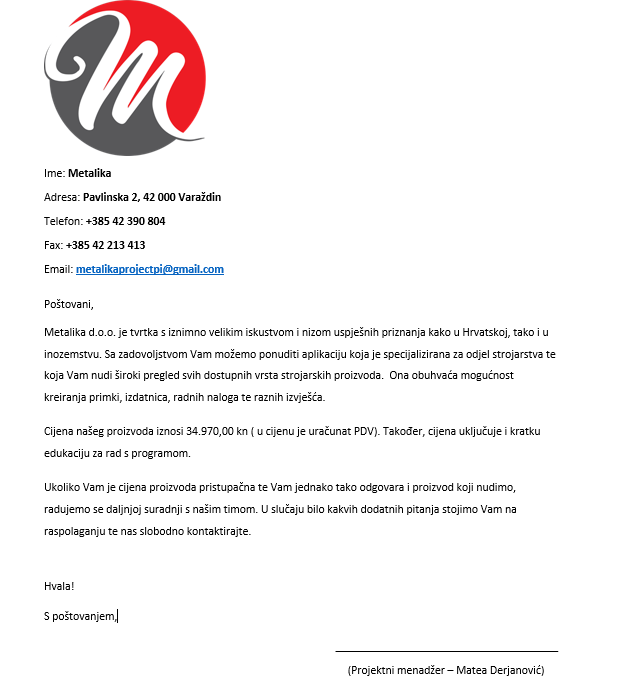 M
Ime: Metalika
Adresa: Pavlinska 2, 42 000 Varaždin
Telefon: +385 42 390 804
Fax: +385 42 213 413
Email: metalikaprojectpi@gmail.com
Poštovani,
Metalika d.o.o. je tvrtka s iznimno velikim iskustvom i nizom uspješnih priznanja kako u Hrvatskoj, tako i u
inozemstvu. Sa zadovoljstvom Vam možemo ponuditi aplikaciju koja je specijalizirana za odjel strojarstva te
koja Vam nudi široki pregled svih dostupnih vrsta strojarskih proizvoda.  Ona obuhvaća mogućnost
kreiranja primki, izdatnica, radnih naloga te raznih izvješća.
Cijena našeg proizvoda iznosi 34.970,00 kn ( u cijenu je uračunat PDV). Također, cijena uključuje i kratku
edukaciju za rad s programom.
Ukoliko Vam je cijena proizvoda pristupačna te Vam jednako tako odgovara i proizvod koji nudimo,
radujemo se daljnjoj suradnji s našim timom. U slučaju bilo kakvih dodatnih pitanja stojimo Vam na
raspolaganju te nas slobodno kontaktirajte.
Hvala!
S poštovanjem,
(Projektni menadžer – Matea Derjanović)